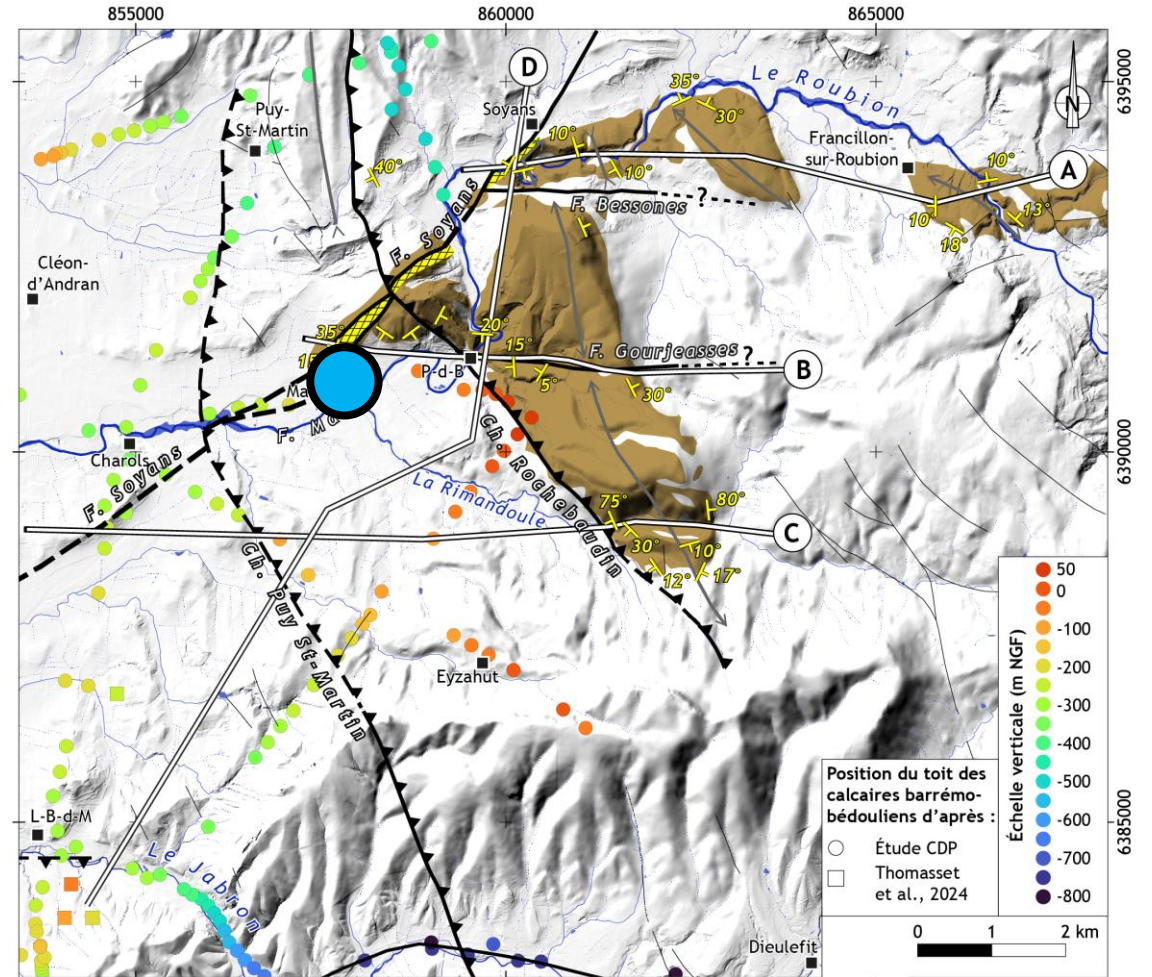 855000
860000
865000
D
Le Roubion
35°
30°
N
6395000
Puy-
St-Martin
Soyans
10°
Francillon-
sur-Roubion
40°
10°
10°
A
F. Soyans
F. Bessones
?
10
13°
18°
Cléon-
d'Andran
35°
20°
15°
F. Gourjeasses
?
P-d-B
5°
B
30°
Charols
Ch. Rochebaudin
6390000
F. Soyans
La Rimandoule
75°
80°
C
30°
10°
12°
17°
Ch. Puy St-Martin
Eyzahut
Échelle verticale (m NGF)
50
0
-100
-200
-300
-400
-500
-600
-700
-800
Position du toit des
calcaires barrémo-
bédouliens d'après :
Étude CDP
Thomasset
et al., 2024
L-B-d-M
6385000
Le Jabron
Dieulefit
0 1 2 km